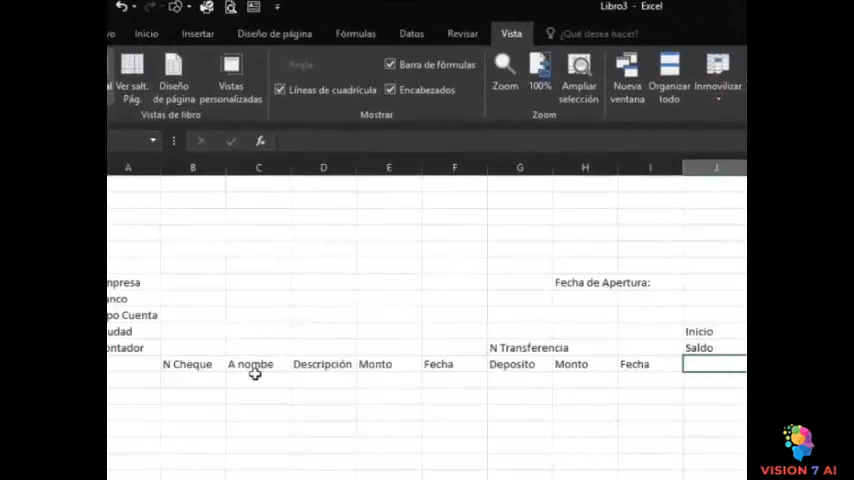 Libro3 - Excel
Inicio Insertar Diseño de página Fórmulas Datos Revisar Vista ¿Qué desea hacer?
Ver salt. Pág.
Diseño de página
Vistas personalizadas
Vistas de libro
Regla
Líneas de cuadrícula
Barra de fórmulas
Encabezados
Mostrar
Zoom
100%
Ampliar selección
Zoom
Nueva ventana
Organizar todo
Inmovilizar
fx
A B C D E F G H I J
mpresa Fecha de Apertura:
anco
po Cuenta
udad Inicio
ontador N Transferencia Saldo
N Cheque A nombe Descripción Monto Fecha Deposito Monto Fecha
VISION 7 AI